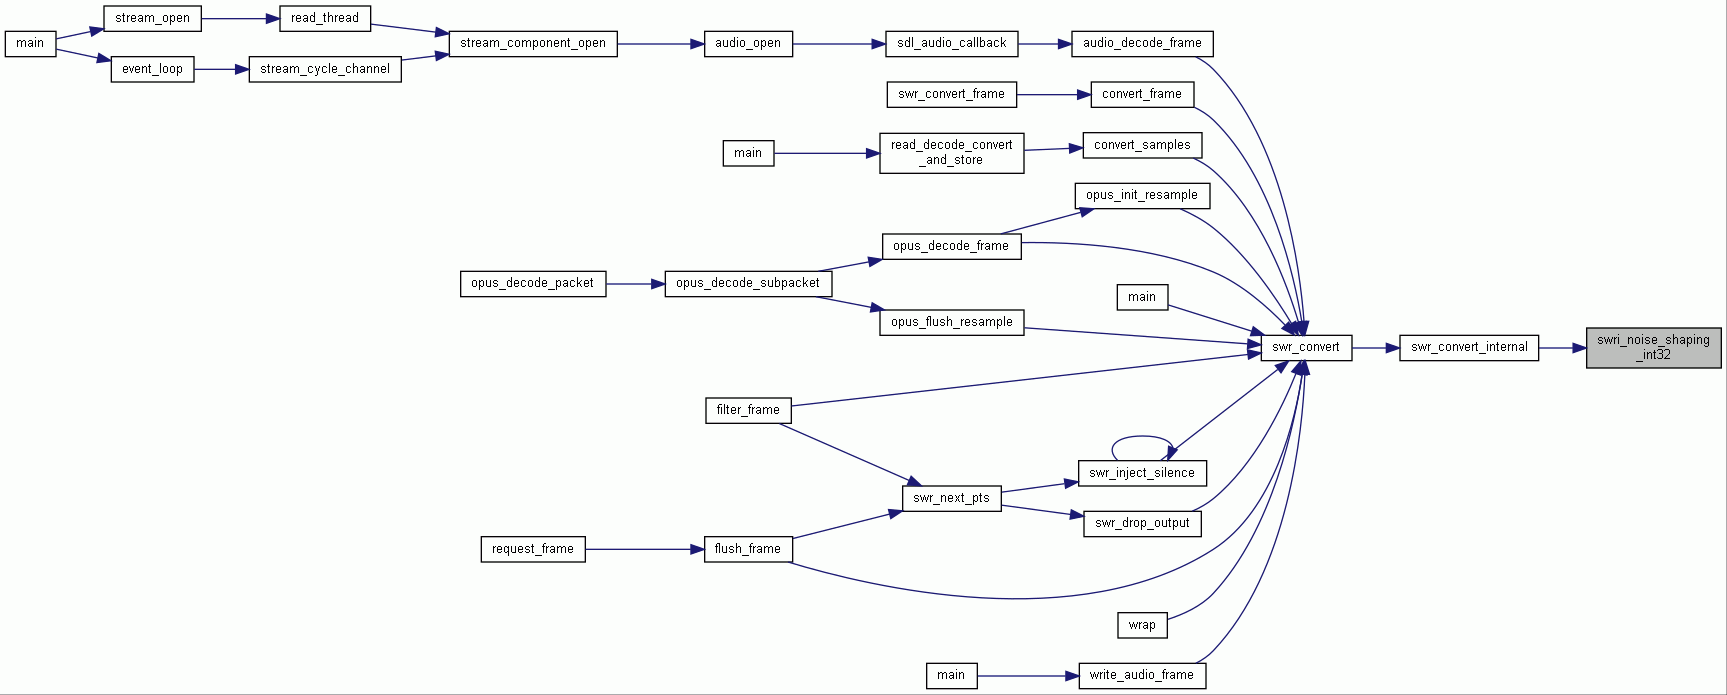 stream_open
read_thread
main
stream_component_open
audio_open
sdl_audio_callback
audio_decode_frame
event_loop
stream_cycle_channel
swr_convert_frame
convert_frame
main
read_decode_convert
_and_store
convert_samples
opus_init_resample
opus_decode_frame
opus_decode_packet
opus_decode_subpacket
main
opus_flush_resample
swr_convert
swr_convert_internal
swri_noise_shaping
_int32
filter_frame
swr_inject_silence
swr_next_pts
swr_drop_output
request_frame
flush_frame
wrap
main
write_audio_frame